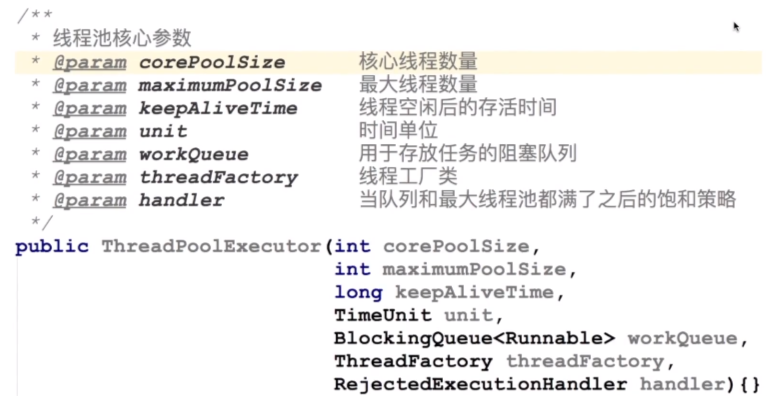 /**
* 线程池核心参数
* @param corePoolSize 核心线程数量
* @param maximumPoolSize 最大线程数量
* @param keepAliveTime 线程空闲后的存活时间
* @param unit 时间单位
* @param workQueue 用于存放任务的阻塞队列
* @param threadFactory 线程工厂类
* @param handler 当队列和最大线程池都满了之后的饱和策略
*/
public ThreadPoolExecutor(int corePoolSize,
int maximumPoolSize,
long keepAliveTime,
TimeUnit unit,
BlockingQueue<Runnable> workQueue,
ThreadFactory threadFactory,
RejectedExecutionHandler handler){}